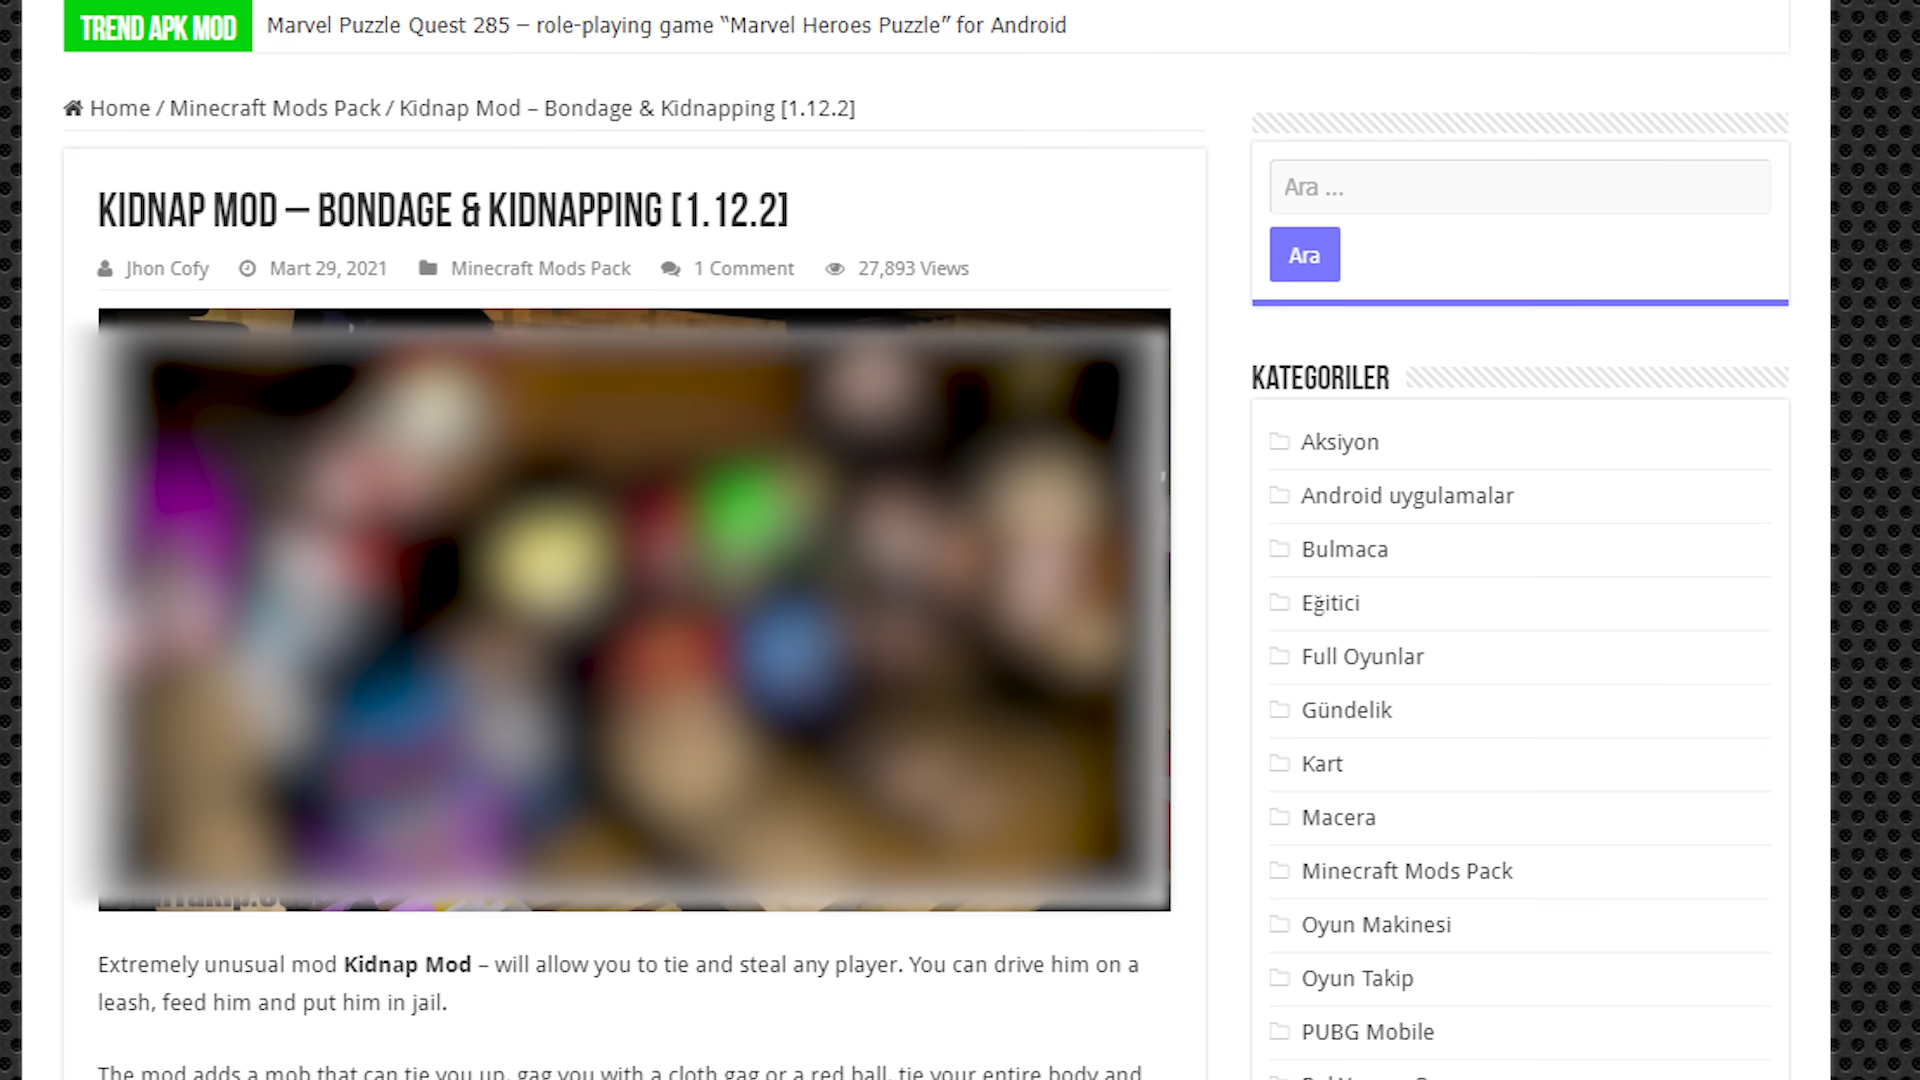 TREND APK MOD
Marvel Puzzle Quest 285 – role-playing game “Marvel Heroes Puzzle” for Android
Home / Minecraft Mods Pack / Kidnap Mod – Bondage & Kidnapping [1.12.2]
KIDNAP MOD – BONDAGE & KIDNAPPING [1.12.2]
Jhon Cofy Mart 29, 2021 Minecraft Mods Pack 1 Comment 27,893 Views
Extremely unusual mod Kidnap Mod – will allow you to tie and steal any player. You can drive him on a
leash, feed him and put him in jail.
The mod adds a mob that can tie you up, gag you with a cloth gag or a red ball, tie your entire body and
Ara ...
Ara
KATEGORILER
Aksiyon
Android uygulamalar
Bulmaca
Eğitici
Full Oyunlar
Gündelik
Kart
Macera
Minecraft Mods Pack
Oyun Makinesi
Oyun Takip
PUBG Mobile